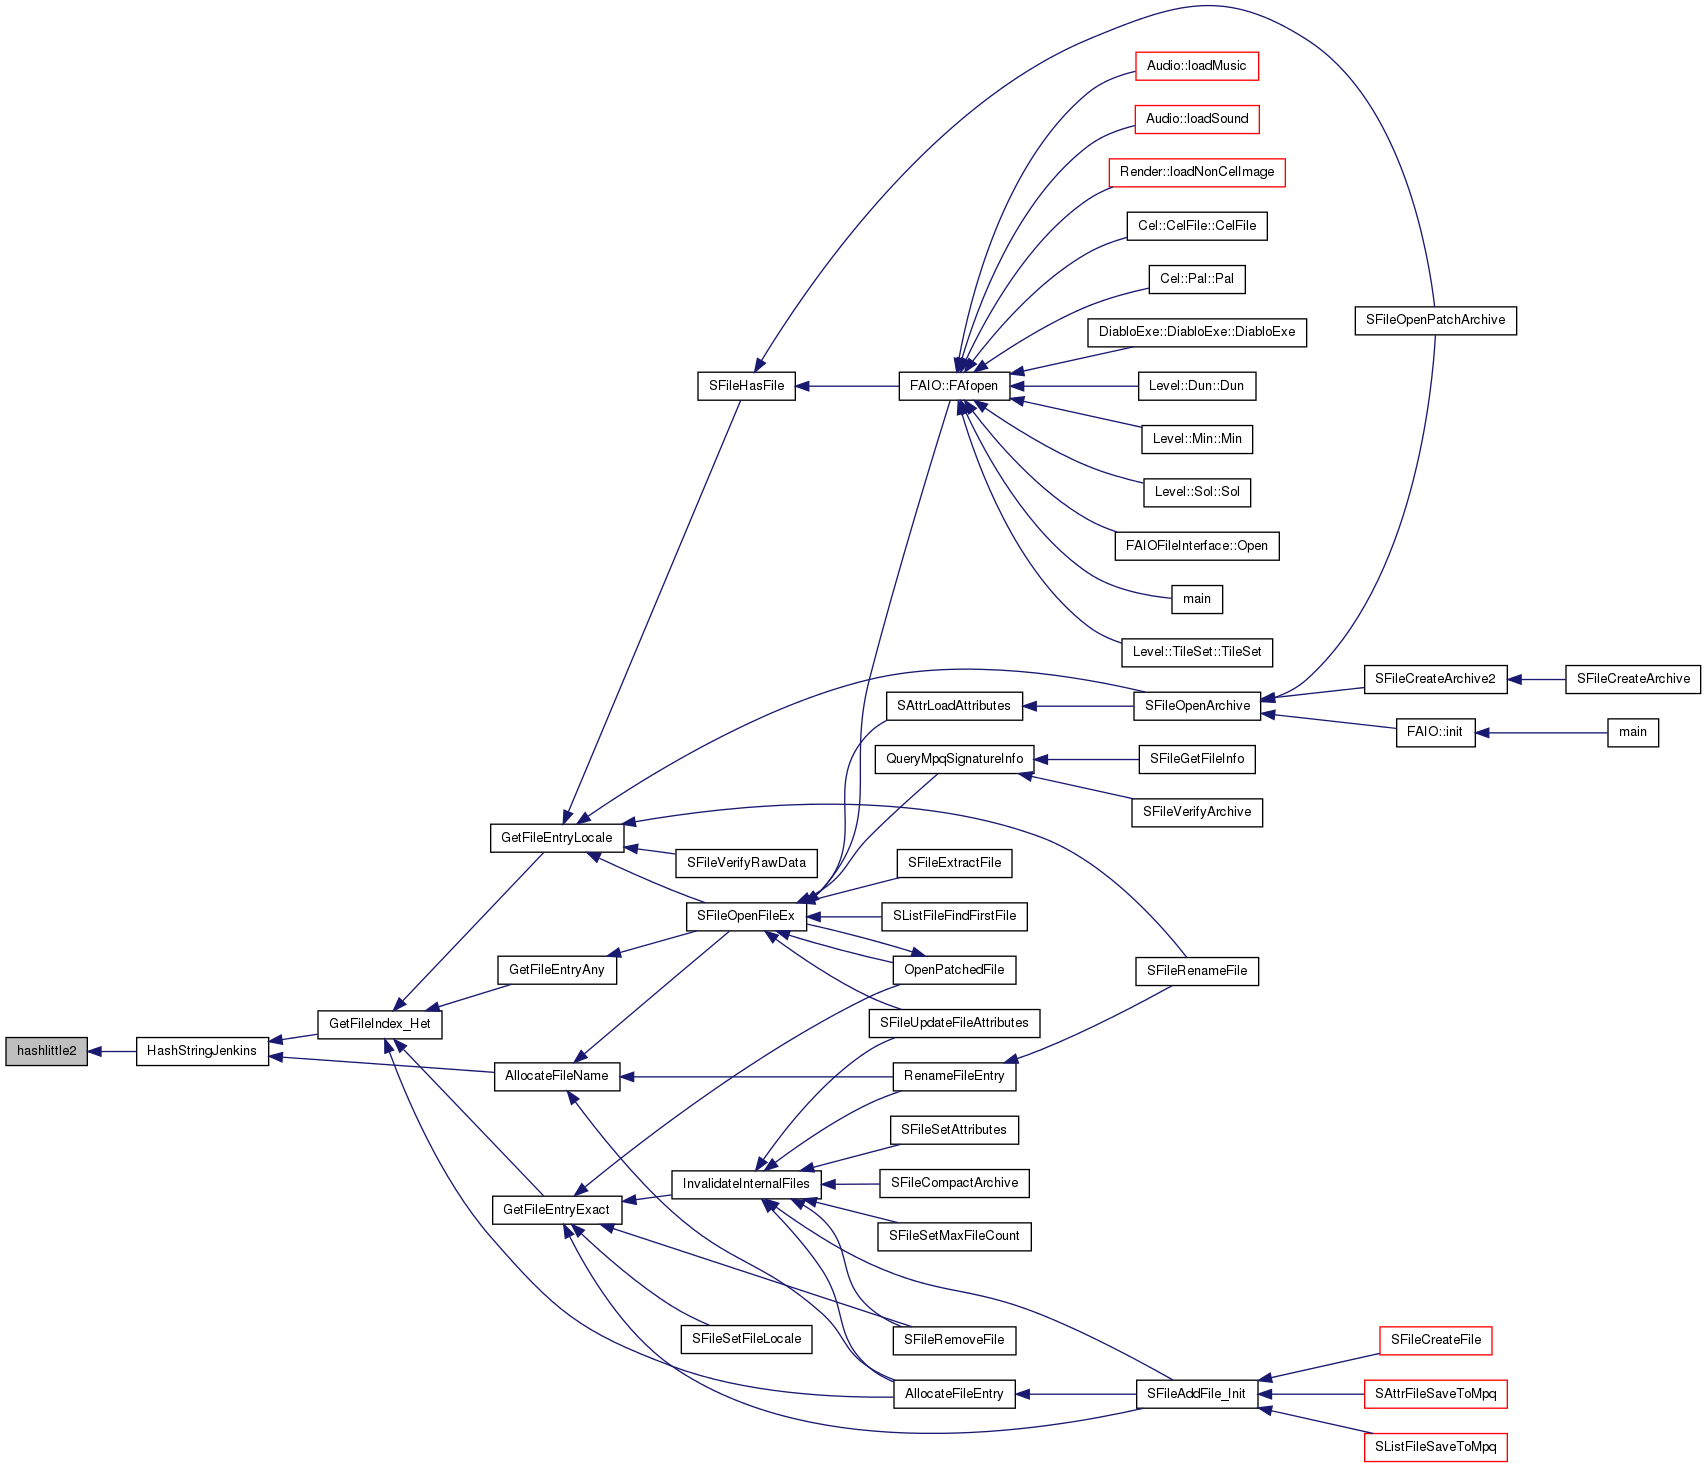 Audio::loadMusic
Audio::loadSound
Render::loadNonCelImage
Cel::CelFile::CelFile
Cel::Pal::Pal
SFileOpenPatchArchive
DiabloExe::DiabloExe::DiabloExe
SFileHasFile
FAIO::FAfopen
Level::Dun::Dun
Level::Min::Min
Level::Sol::Sol
FAIOFileInterface::Open
main
Level::TileSet::TileSet
SFileCreateArchive2
SFileCreateArchive
SAttrLoadAttributes
SFileOpenArchive
FAIO::init
main
QueryMpqSignatureInfo
SFileGetFileInfo
SFileVerifyArchive
GetFileEntryLocale
SFileVerifyRawData
SFileExtractFile
SFileOpenFileEx
SListFileFindFirstFile
GetFileEntryAny
OpenPatchedFile
SFileRenameFile
GetFileIndex_Het
SFileUpdateFileAttributes
hashlittle2
HashStringJenkins
AllocateFileName
RenameFileEntry
SFileSetAttributes
InvalidateInternalFiles
SFileCompactArchive
GetFileEntryExact
SFileSetMaxFileCount
SFileSetFileLocale
SFileRemoveFile
SFileCreateFile
AllocateFileEntry
SFileAddFile_Init
SAttrFileSaveToMpq
SListFileSaveToMpq